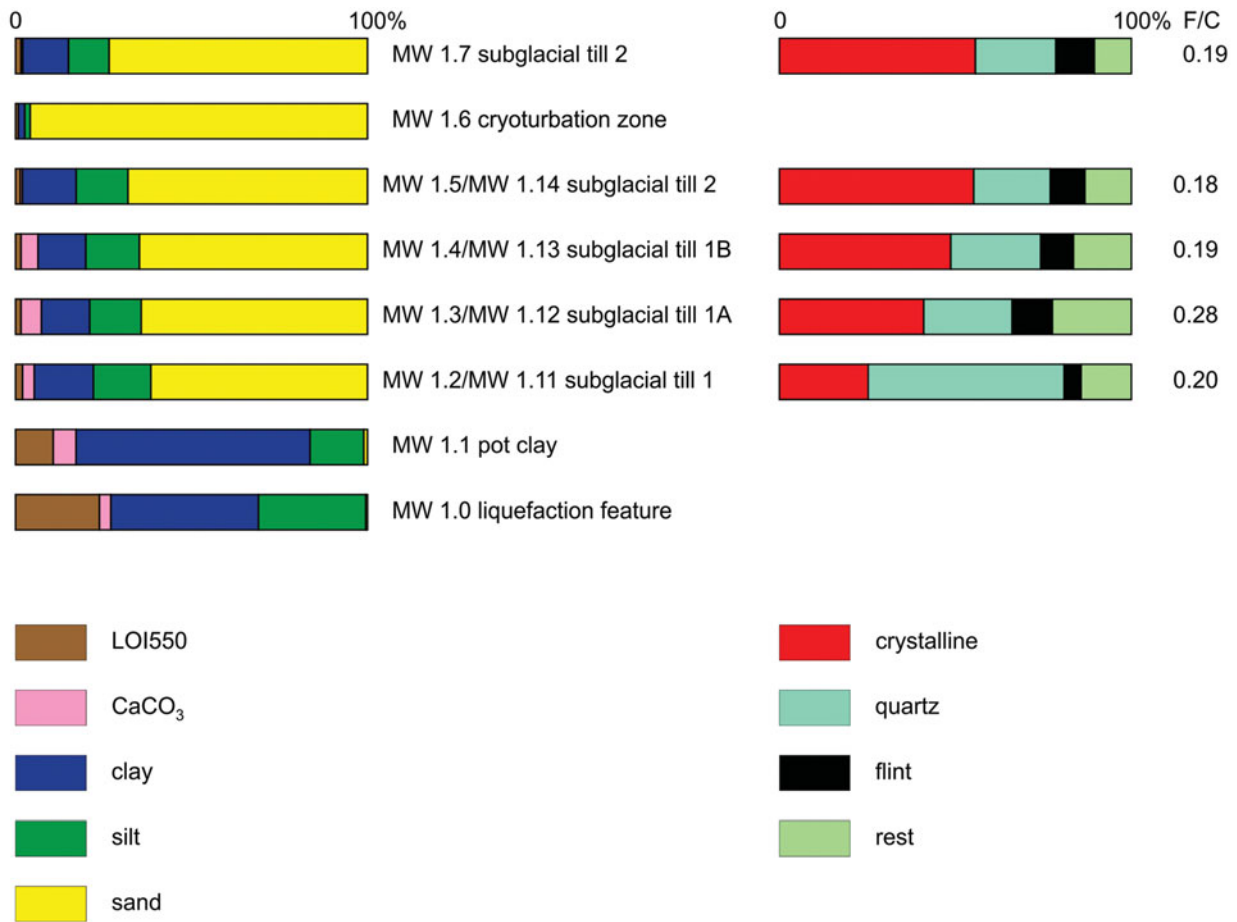 0 100% 0 100% F/C
MW 1.7 subglacial till 2 0.19
MW 1.6 cryoturbation zone
MW 1.5/MW 1.14 subglacial till 2 0.18
MW 1.4/MW 1.13 subglacial till 1B 0.19
MW 1.3/MW 1.12 subglacial till 1A 0.28
MW 1.2/MW 1.11 subglacial till 1 0.20
MW 1.1 pot clay
MW 1.0 liquefaction feature
LOI550 crystalline
CaCO₃ quartz
clay flint
silt rest
sand